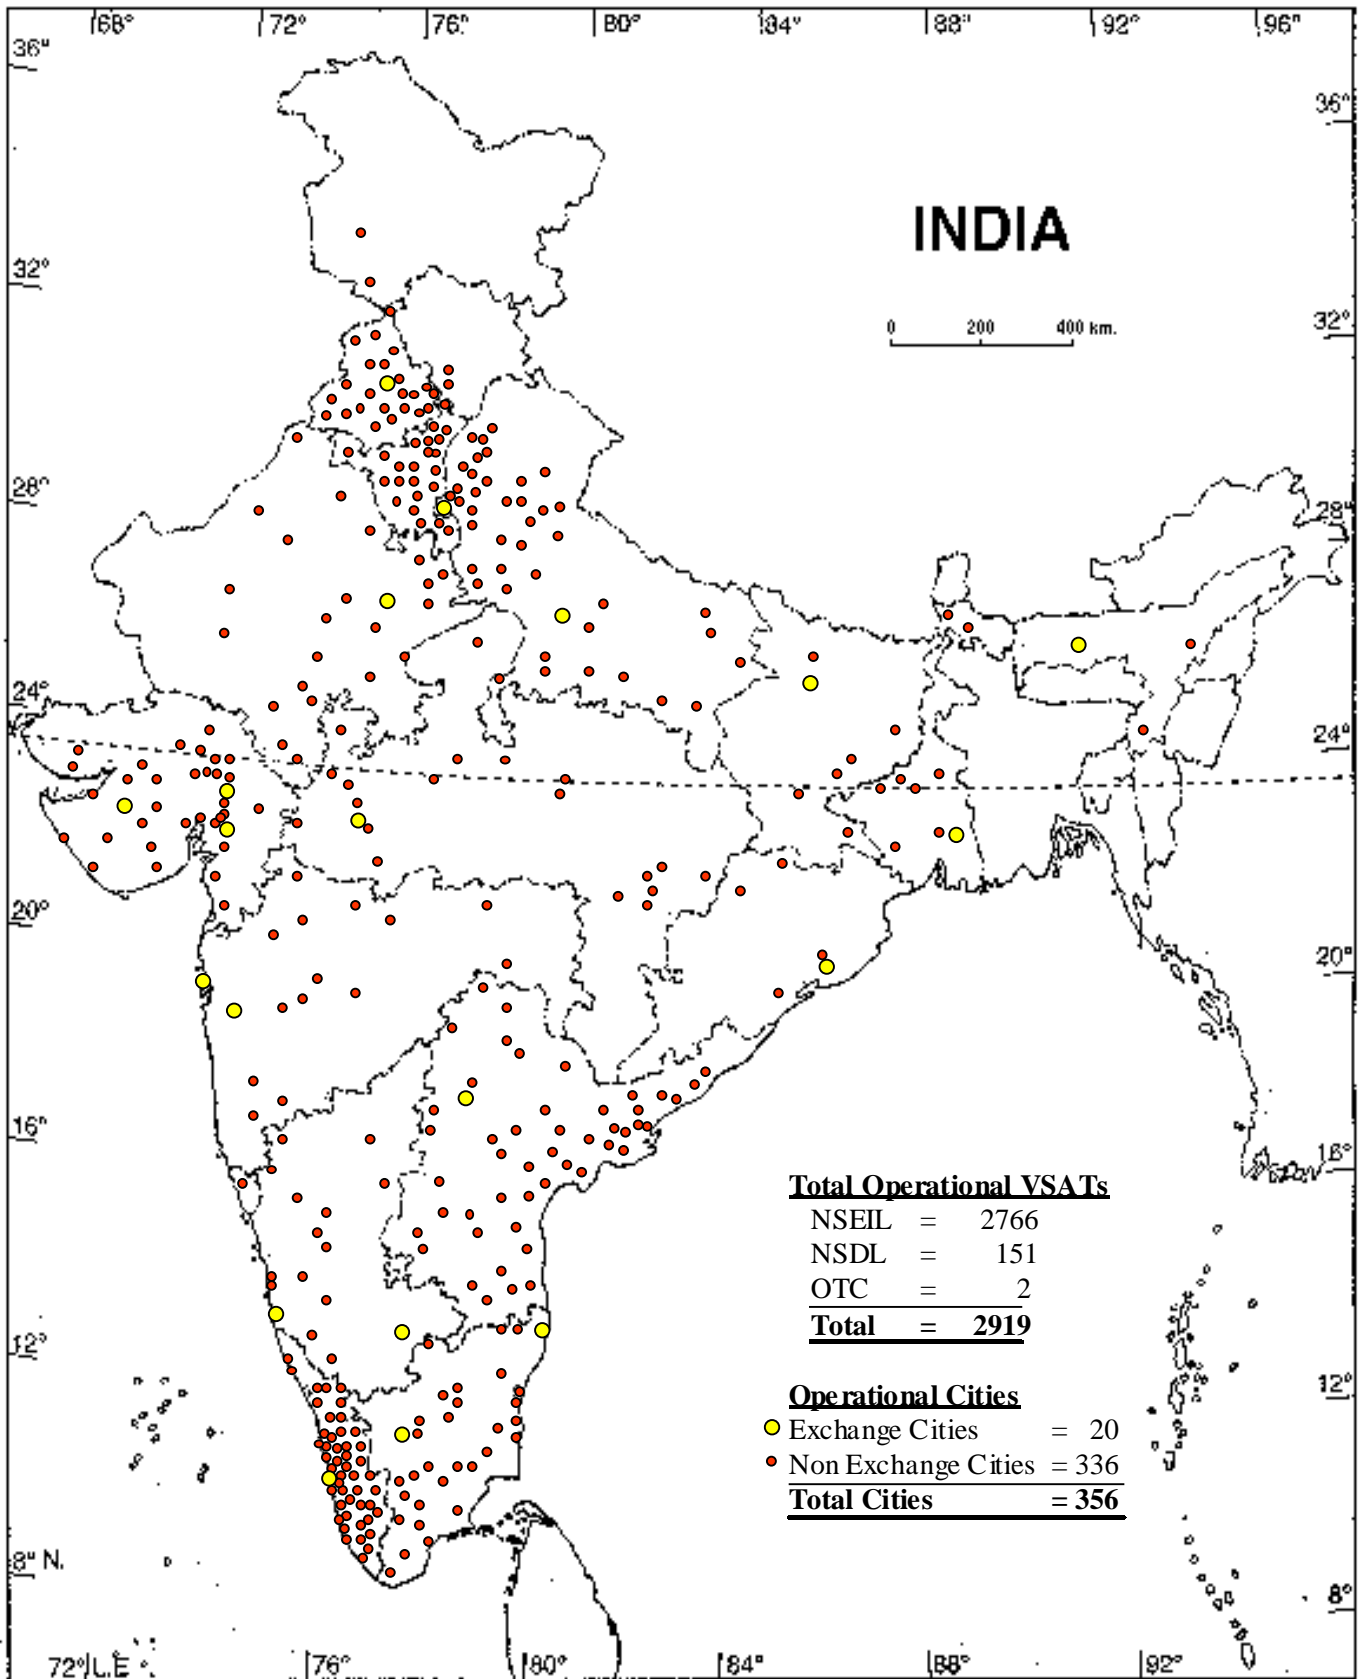 68° 72° 76° 80° 84° 88° 92° 96°
36° 36°
INDIA
32° 32°
0 200 400 km.
28° 28°
24° 24°
20° 20°
16° 16°
Total Operational VSATs
NSEIL = 2766
NSDL = 151
OTC = 2
Total = 2919
12° 12°
Operational Cities
Exchange Cities = 20
Non Exchange Cities = 336
Total Cities = 356
8° N. 8°
72° L.E 76° 80° 84° 88° 92°